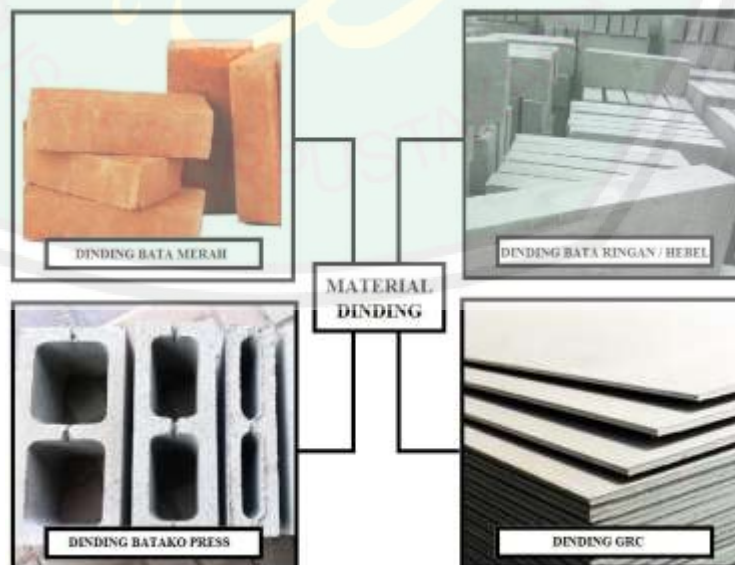 DINDING BATA MERAH
DINDING BATA RINGAN / HEBEL
MATERIAL
DINDING
DINDING BATAKO PRESS
DINDING GRC